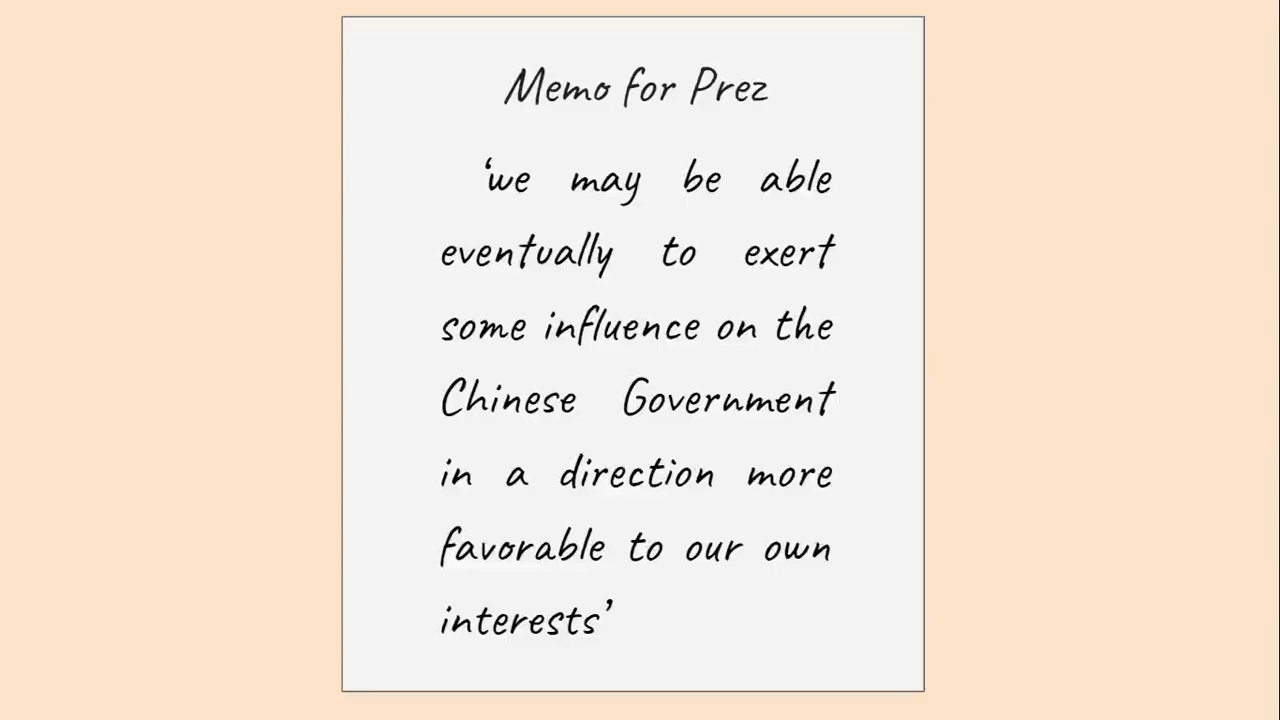 Memo for Prez
‘we may be able
eventually to exert
some influence on the
Chinese Government
in a direction more
favorable to our own
interests’